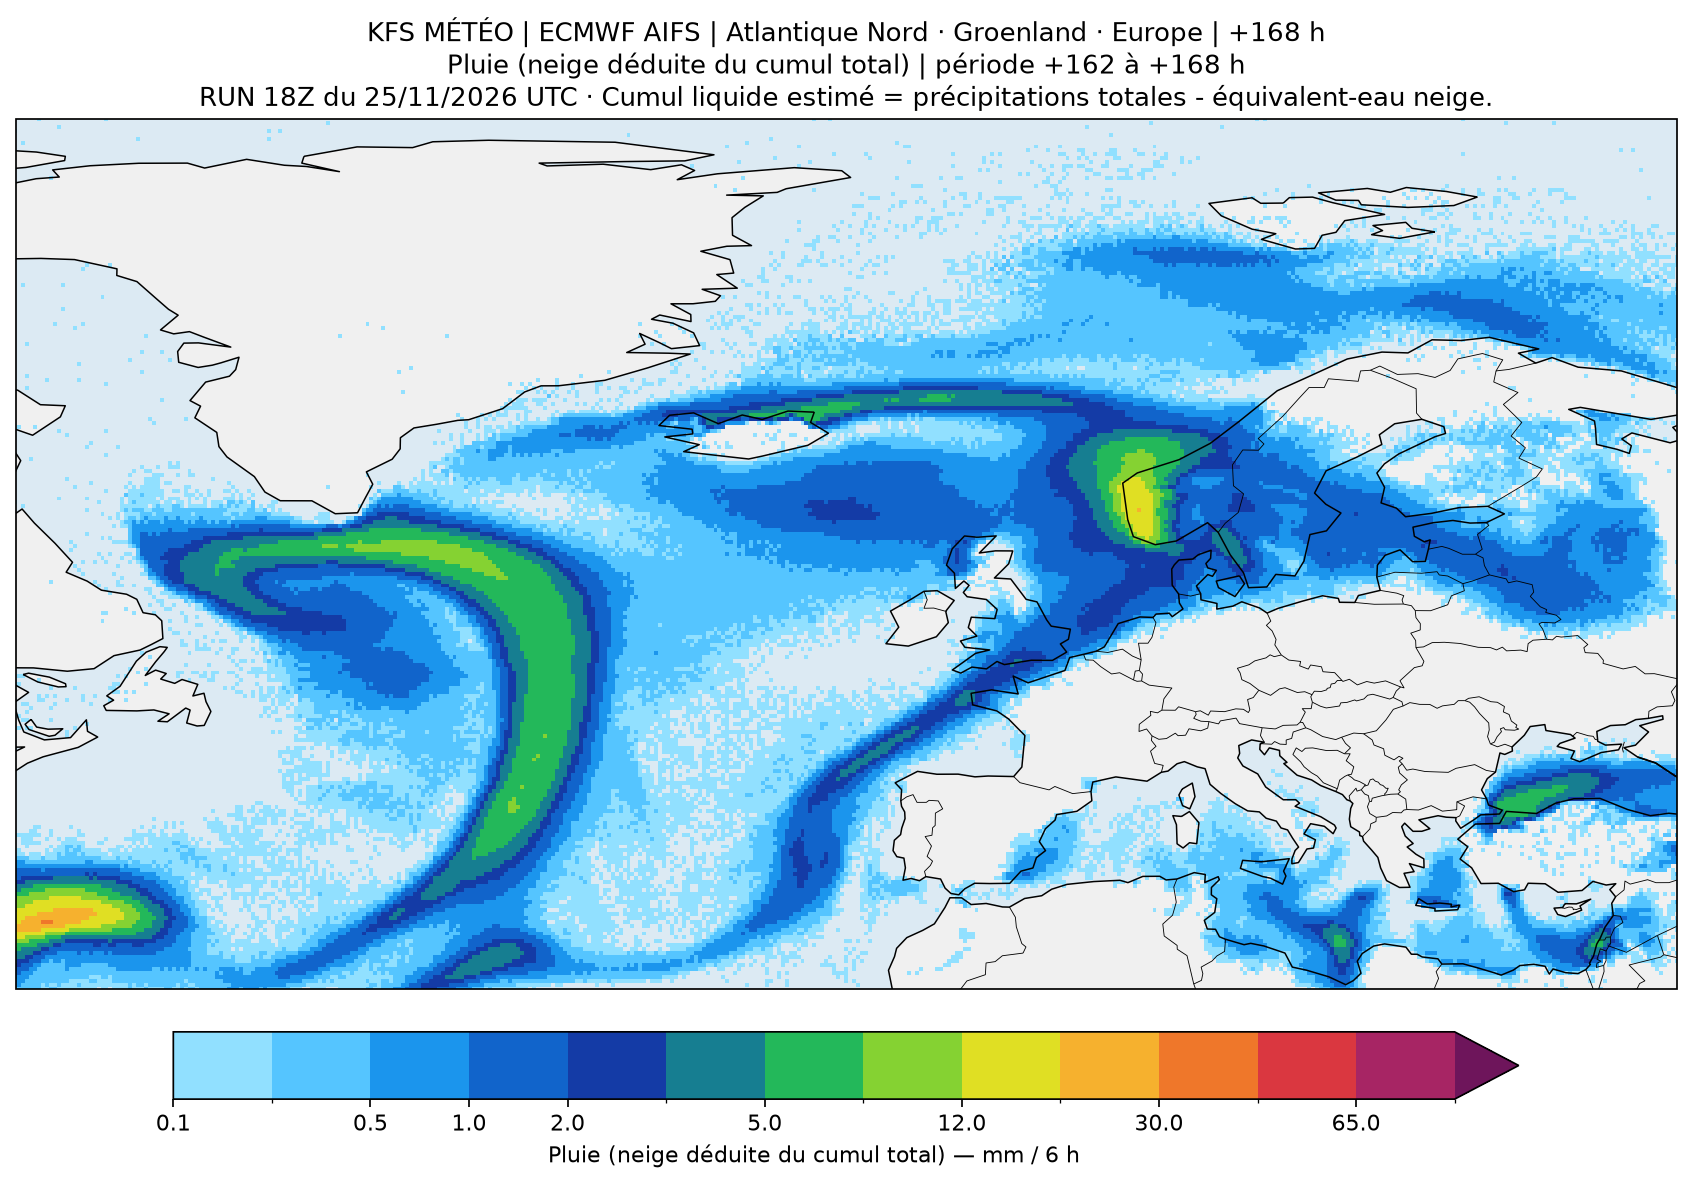 KFS MÉTÉO | ECMWF AIFS | Atlantique Nord · Groenland · Europe | +168 h
Pluie (neige déduite du cumul total) | période +162 à +168 h
RUN 18Z du 25/11/2026 UTC · Cumul liquide estimé = précipitations totales - équivalent-eau neige.
0.1 0.5 1.0 2.0 5.0 12.0 30.0 65.0
Pluie (neige déduite du cumul total) — mm / 6 h